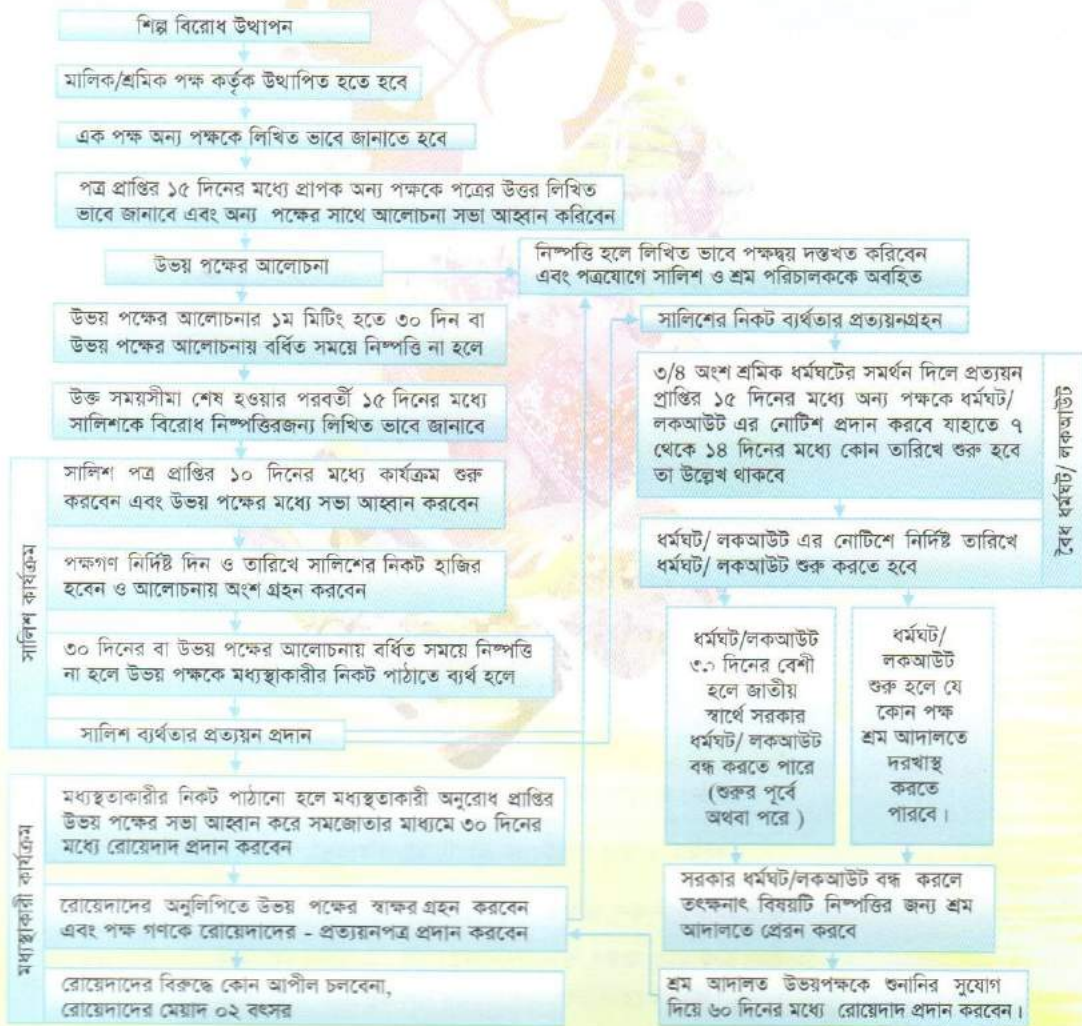 শিল্প বিরোধ উত্থাপন
মালিক/শ্রমিক পক্ষ কর্তৃক উত্থাপিত হতে হবে
এক পক্ষ অন্য পক্ষকে লিখিত ভাবে জানাতে হবে
পত্র প্রাপ্তির ১৫ দিনের মধ্যে প্রাপক অন্য পক্ষকে পত্রের উত্তর লিখিত
ভাবে জানাবে এবং অন্য পক্ষের সাথে আলোচনা সভা আহ্বান করিবেন
উভয় পক্ষের আলোচনা
নিষ্পত্তি হলে লিখিত ভাবে পক্ষদ্বয় দস্তখত করিবেন
এবং পত্রযোগে সালিশ ও শ্রম পরিচালককে অবহিত
উভয় পক্ষের আলোচনার ১ম মিটিং হতে ৩০ দিন বা
উভয় পক্ষের আলোচনায় বর্ধিত সময়ে নিষ্পত্তি না হলে
উক্ত সময়সীমা শেষ হওয়ার পরবর্তী ১৫ দিনের মধ্যে
সালিশকে বিরোধ নিষ্পত্তিরজন্য লিখিত ভাবে জানাবে
সালিশ কার্যক্রম
সালিশ পত্র প্রাপ্তির ১০ দিনের মধ্যে কার্যক্রম শুরু
করবেন এবং উভয় পক্ষের মধ্যে সভা আহ্বান করবেন
পক্ষগণ নির্দিষ্ট দিন ও তারিখে সালিশের নিকট হাজির
হবেন ও আলোচনায় অংশ গ্রহন করবেন
৩০ দিনের বা উভয় পক্ষের আলোচনায় বর্ধিত সময়ে নিষ্পত্তি
না হলে উভয় পক্ষকে মধ্যস্থাকারীর নিকট পাঠাতে ব্যর্থ হলে
সালিশ ব্যর্থতার প্রত্যয়ন প্রদান
মধ্যস্থাকারী কার্যক্রম
মধ্যস্থতাকারীর নিকট পাঠানো হলে মধ্যস্থতাকারী অনুরোধ প্রাপ্তির
উভয় পক্ষের সভা আহ্বান করে সমজোতার মাধ্যমে ৩০ দিনের
মধ্যে রোয়েদাদ প্রদান করবেন
রোয়েদাদের অনুলিপিতে উভয় পক্ষের স্বাক্ষর গ্রহন করবেন
এবং পক্ষ গণকে রোয়েদাদের - প্রত্যয়নপত্র প্রদান করবেন
রোয়েদাদের বিরুদ্ধে কোন আপীল চলবেনা,
রোয়েদাদের মেয়াদ ০২ বৎসর
সালিশের নিকট ব্যর্থতার প্রত্যয়নগ্রহন
বৈধ ধর্মঘট/ লকআউট
৩/৪ অংশ শ্রমিক ধর্মঘটের সমর্থন দিলে প্রত্যয়ন
প্রাপ্তির ১৫ দিনের মধ্যে অন্য পক্ষকে ধর্মঘট/
লকআউট এর নোটিশ প্রদান করবে যাহাতে ৭
থেকে ১৪ দিনের মধ্যে কোন তারিখে শুরু হবে
তা উল্লেখ থাকবে
ধর্মঘট/ লকআউট এর নোটিশে নির্দিষ্ট তারিখে
ধর্মঘট/ লকআউট শুরু করতে হবে
ধর্মঘট/লকআউট
দিনের বেশী
হলে জাতীয়
স্বার্থে সরকার
ধর্মঘট/ লকআউট
বন্ধ করতে পারে
(শুরুর পূর্বে
অথবা পরে )
ধর্মঘট/
লকআউট
শুরু হলে যে
কোন পক্ষ
শ্রম আদালতে
দরখাস্থ
করতে
পারবে ।
সরকার ধর্মঘট/লকআউট বন্ধ করলে
তৎক্ষনাৎ বিষয়টি নিষ্পত্তির জন্য শ্রম
আদালতে প্রেরন করবে
শ্রম আদালত উভয়পক্ষকে শুনানির সুযোগ
দিয়ে ৬০ দিনের মধ্যে রোয়েদাদ প্রদান করবেন ।